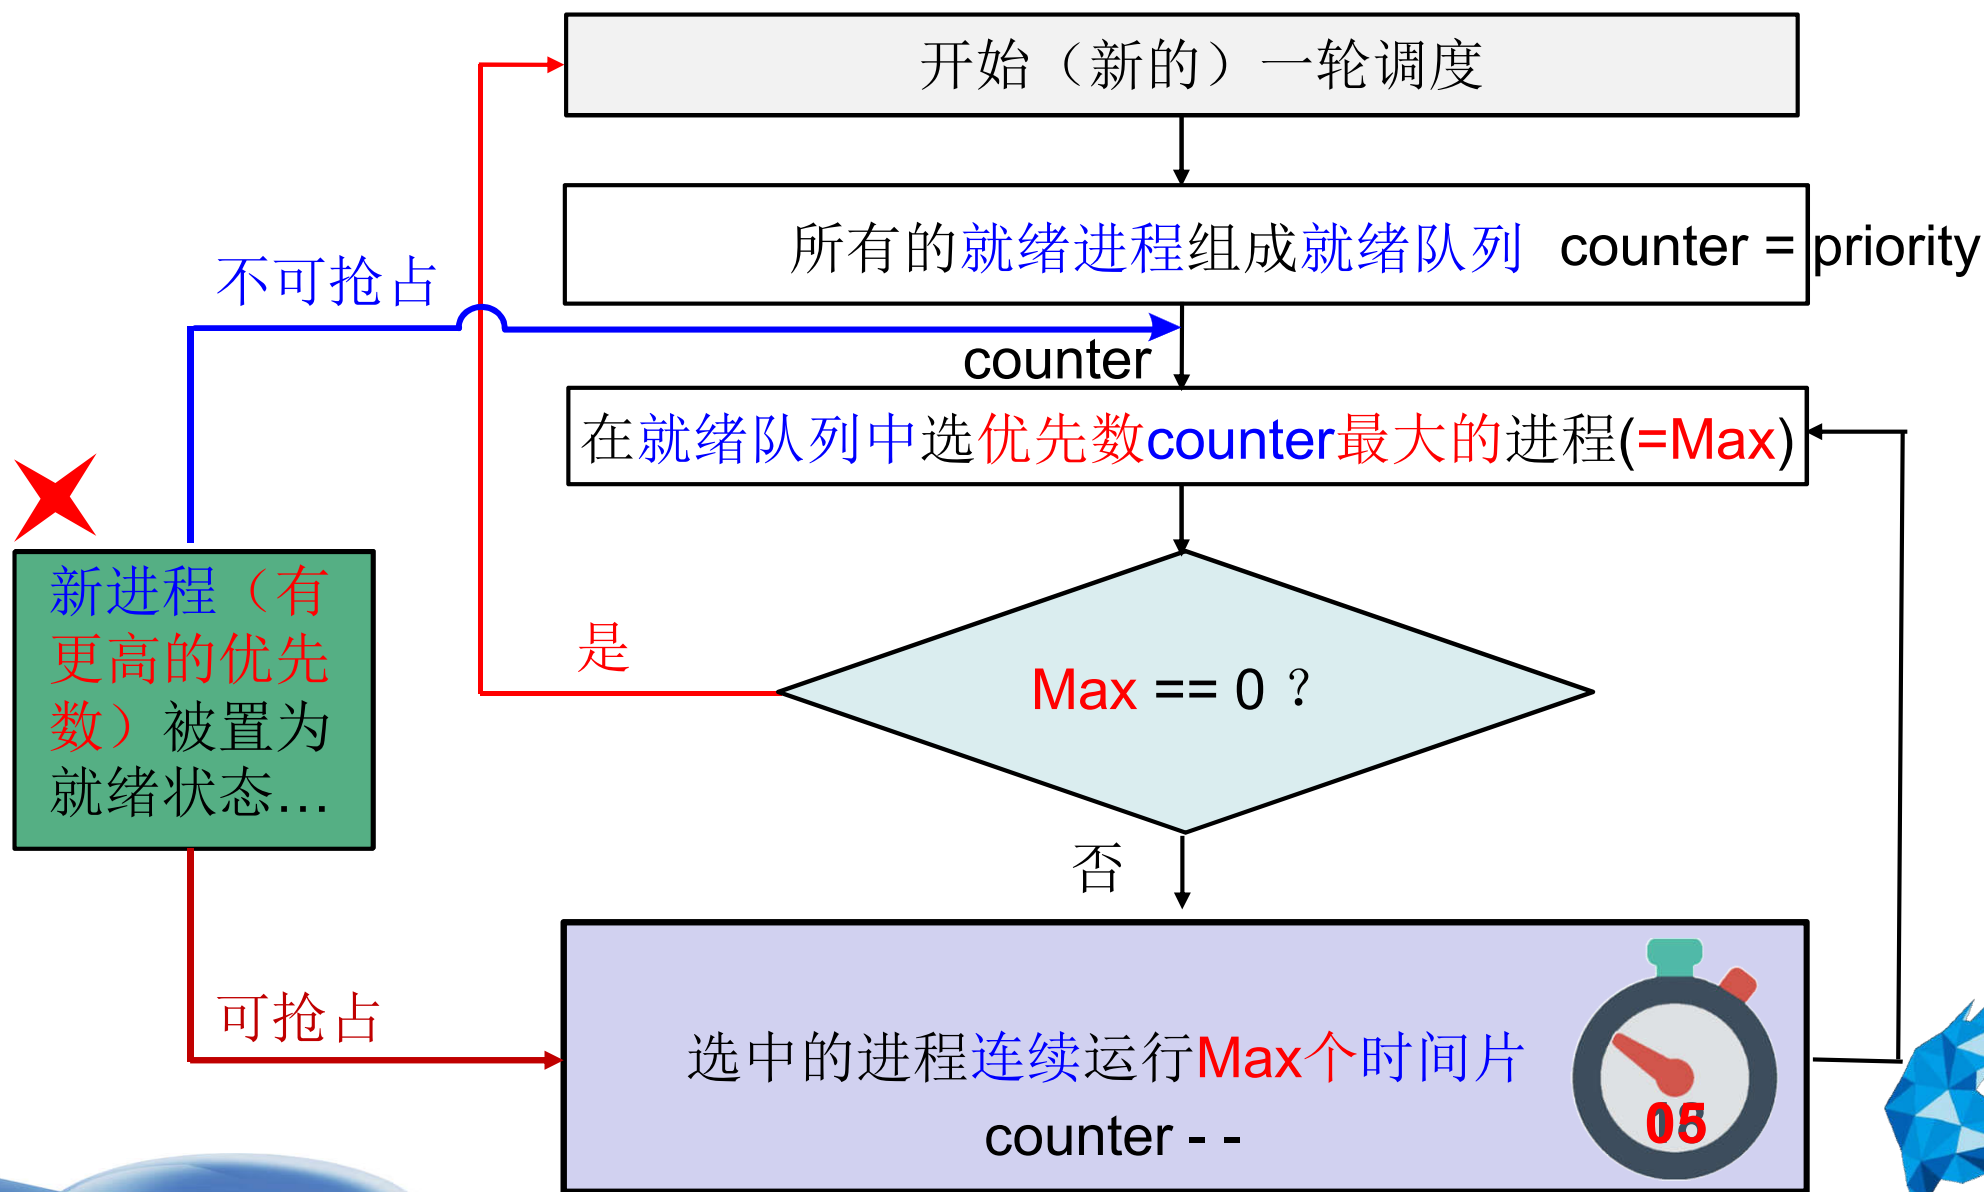 开始（新的）一轮调度
所有的就绪进程组成就绪队列 counter = priority
不可抢占
counter
在就绪队列中选优先数counter最大的进程(=Max)
新进程（有
更高的优先
数）被置为
就绪状态…
是
Max == 0 ？
否
可抢占
选中的进程连续运行Max个时间片
counter - -